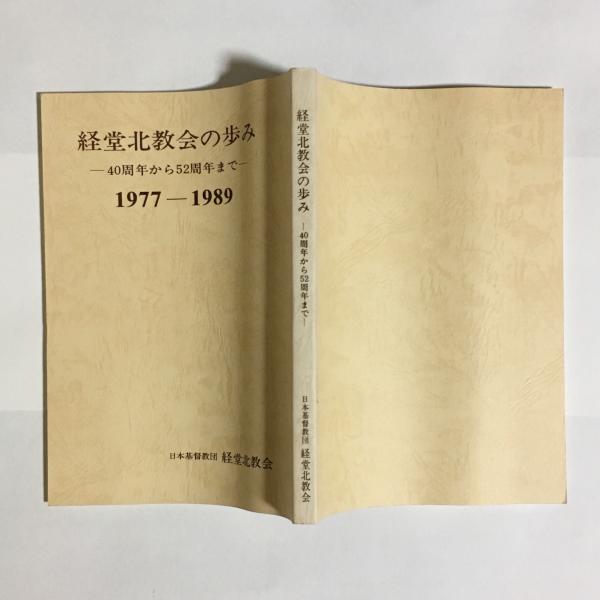 経堂北教会の歩み
―40周年から52周年まで―
1977―1989
日本基督教団 経堂北教会
経堂北教会の歩み ―40周年から52周年まで― 日本基督教団 経堂北教会